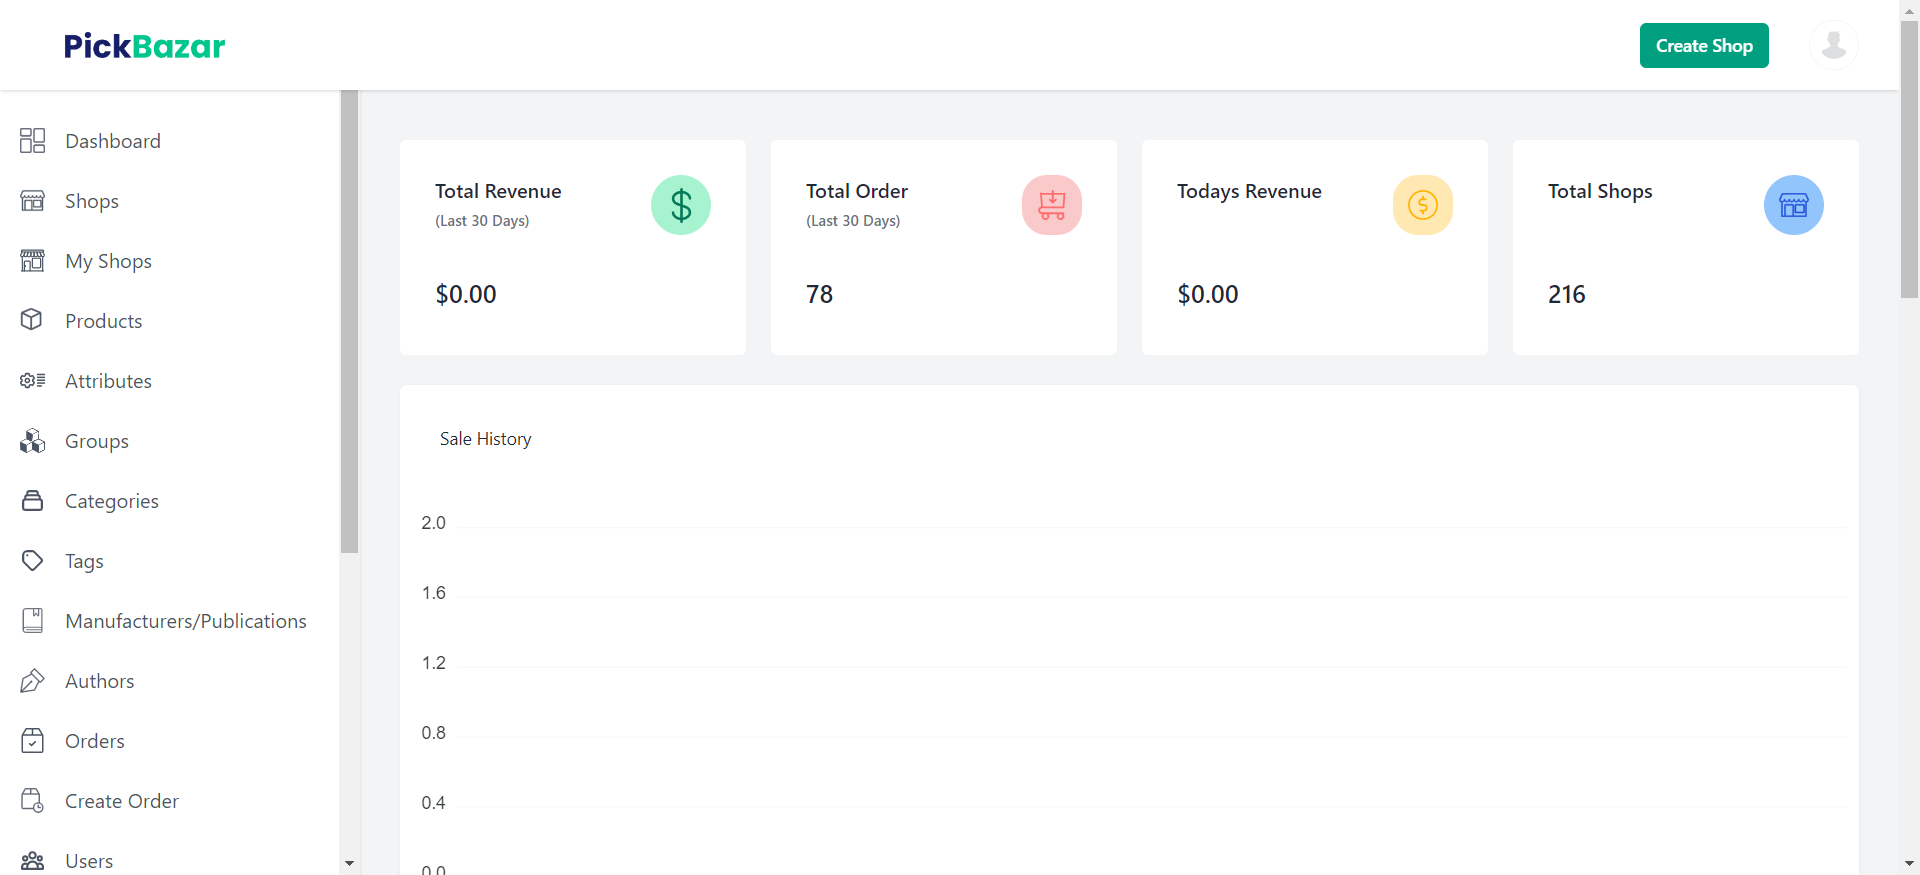 PickBazar
Create Shop
Dashboard
Shops
My Shops
Products
Attributes
Groups
Categories
Tags
Manufacturers/Publications
Authors
Orders
Create Order
Users
Total Revenue
(Last 30 Days)
$0.00
Total Order
(Last 30 Days)
78
Todays Revenue
$0.00
Total Shops
216
Sale History
2.0
1.6
1.2
0.8
0.4
0.0